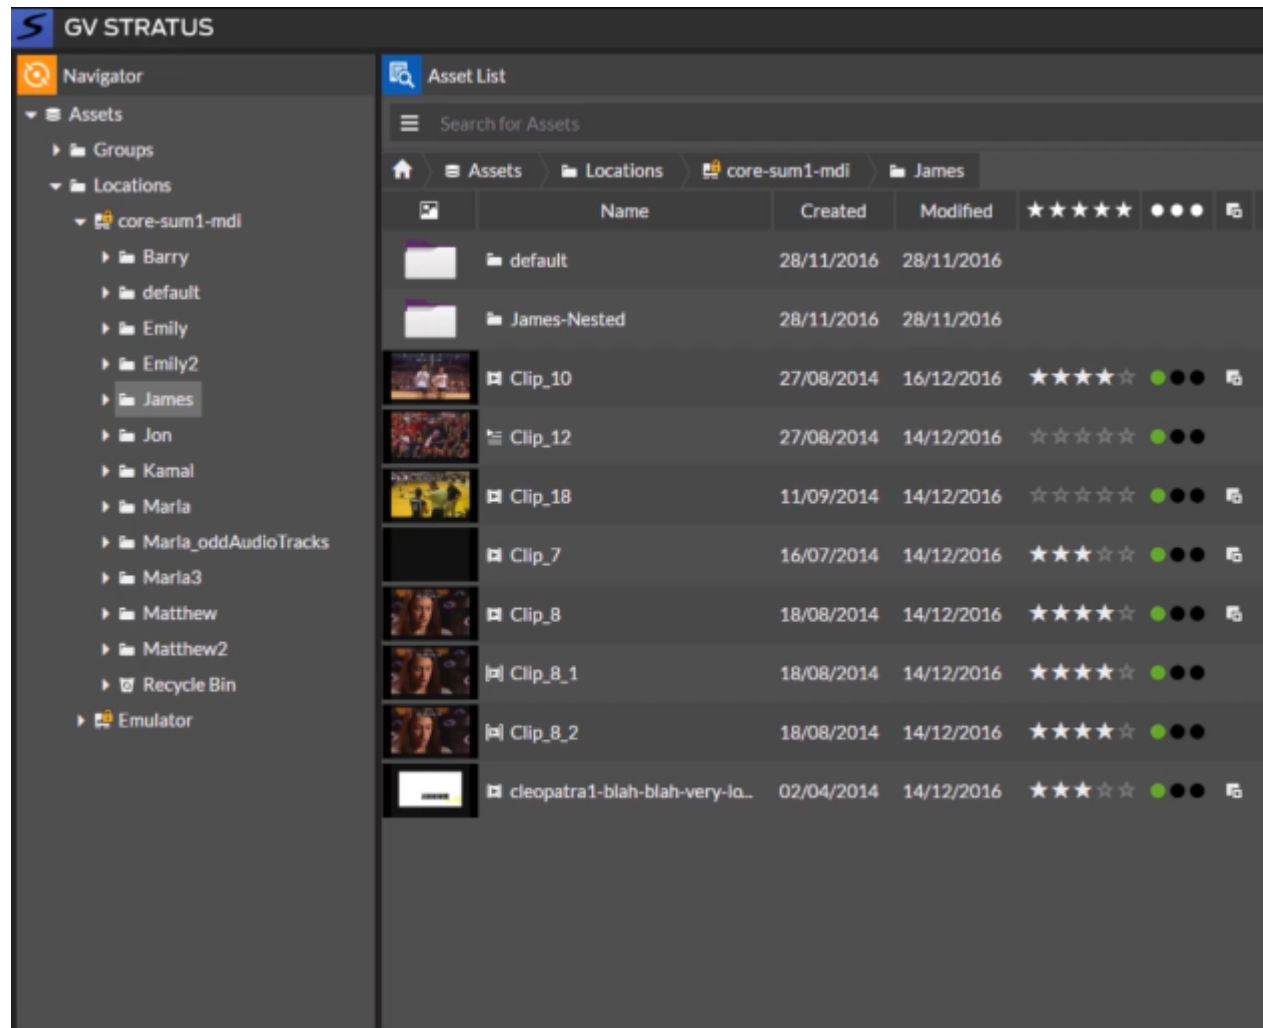 GV STRATUS
Navigator
Assets
Groups
Locations
core-sum1-mdi
Barry
default
Emily
Emily2
James
Jon
Kamal
Marla
Marla_oddAudioTracks
Marla3
Matthew
Matthew2
Recycle Bin
Emulator
Asset List
Search for Assets
Assets Locations core-sum1-mdi James
Name Created Modified
default 28/11/2016 28/11/2016
James-Nested 28/11/2016 28/11/2016
Clip_10 27/08/2014 16/12/2016
Clip_12 27/08/2014 14/12/2016
Clip_18 11/09/2014 14/12/2016
Clip_7 16/07/2014 14/12/2016
Clip_8 18/08/2014 14/12/2016
Clip_8_1 18/08/2014 14/12/2016
Clip_8_2 18/08/2014 14/12/2016
cleopatra1-blah-blah-very-lo... 02/04/2014 14/12/2016